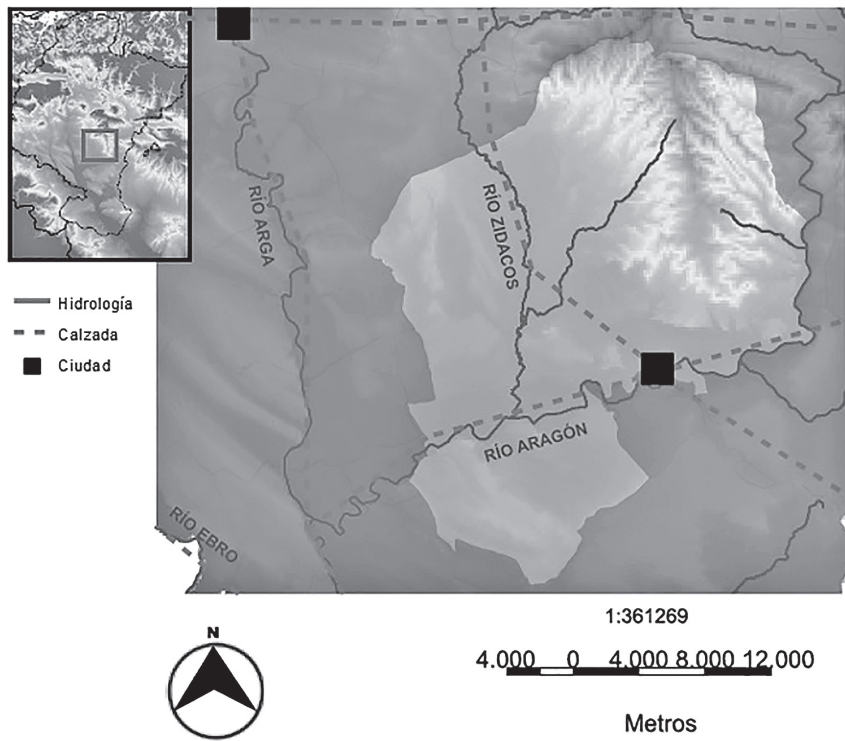 RÍO ARGA
RÍO ZIDACOS
RÍO ARAGÓN
RÍO EBRO
Hidrología
Calzada
Ciudad
N
1:361269
4.000 0 4.000 8.000 12.000
Metros